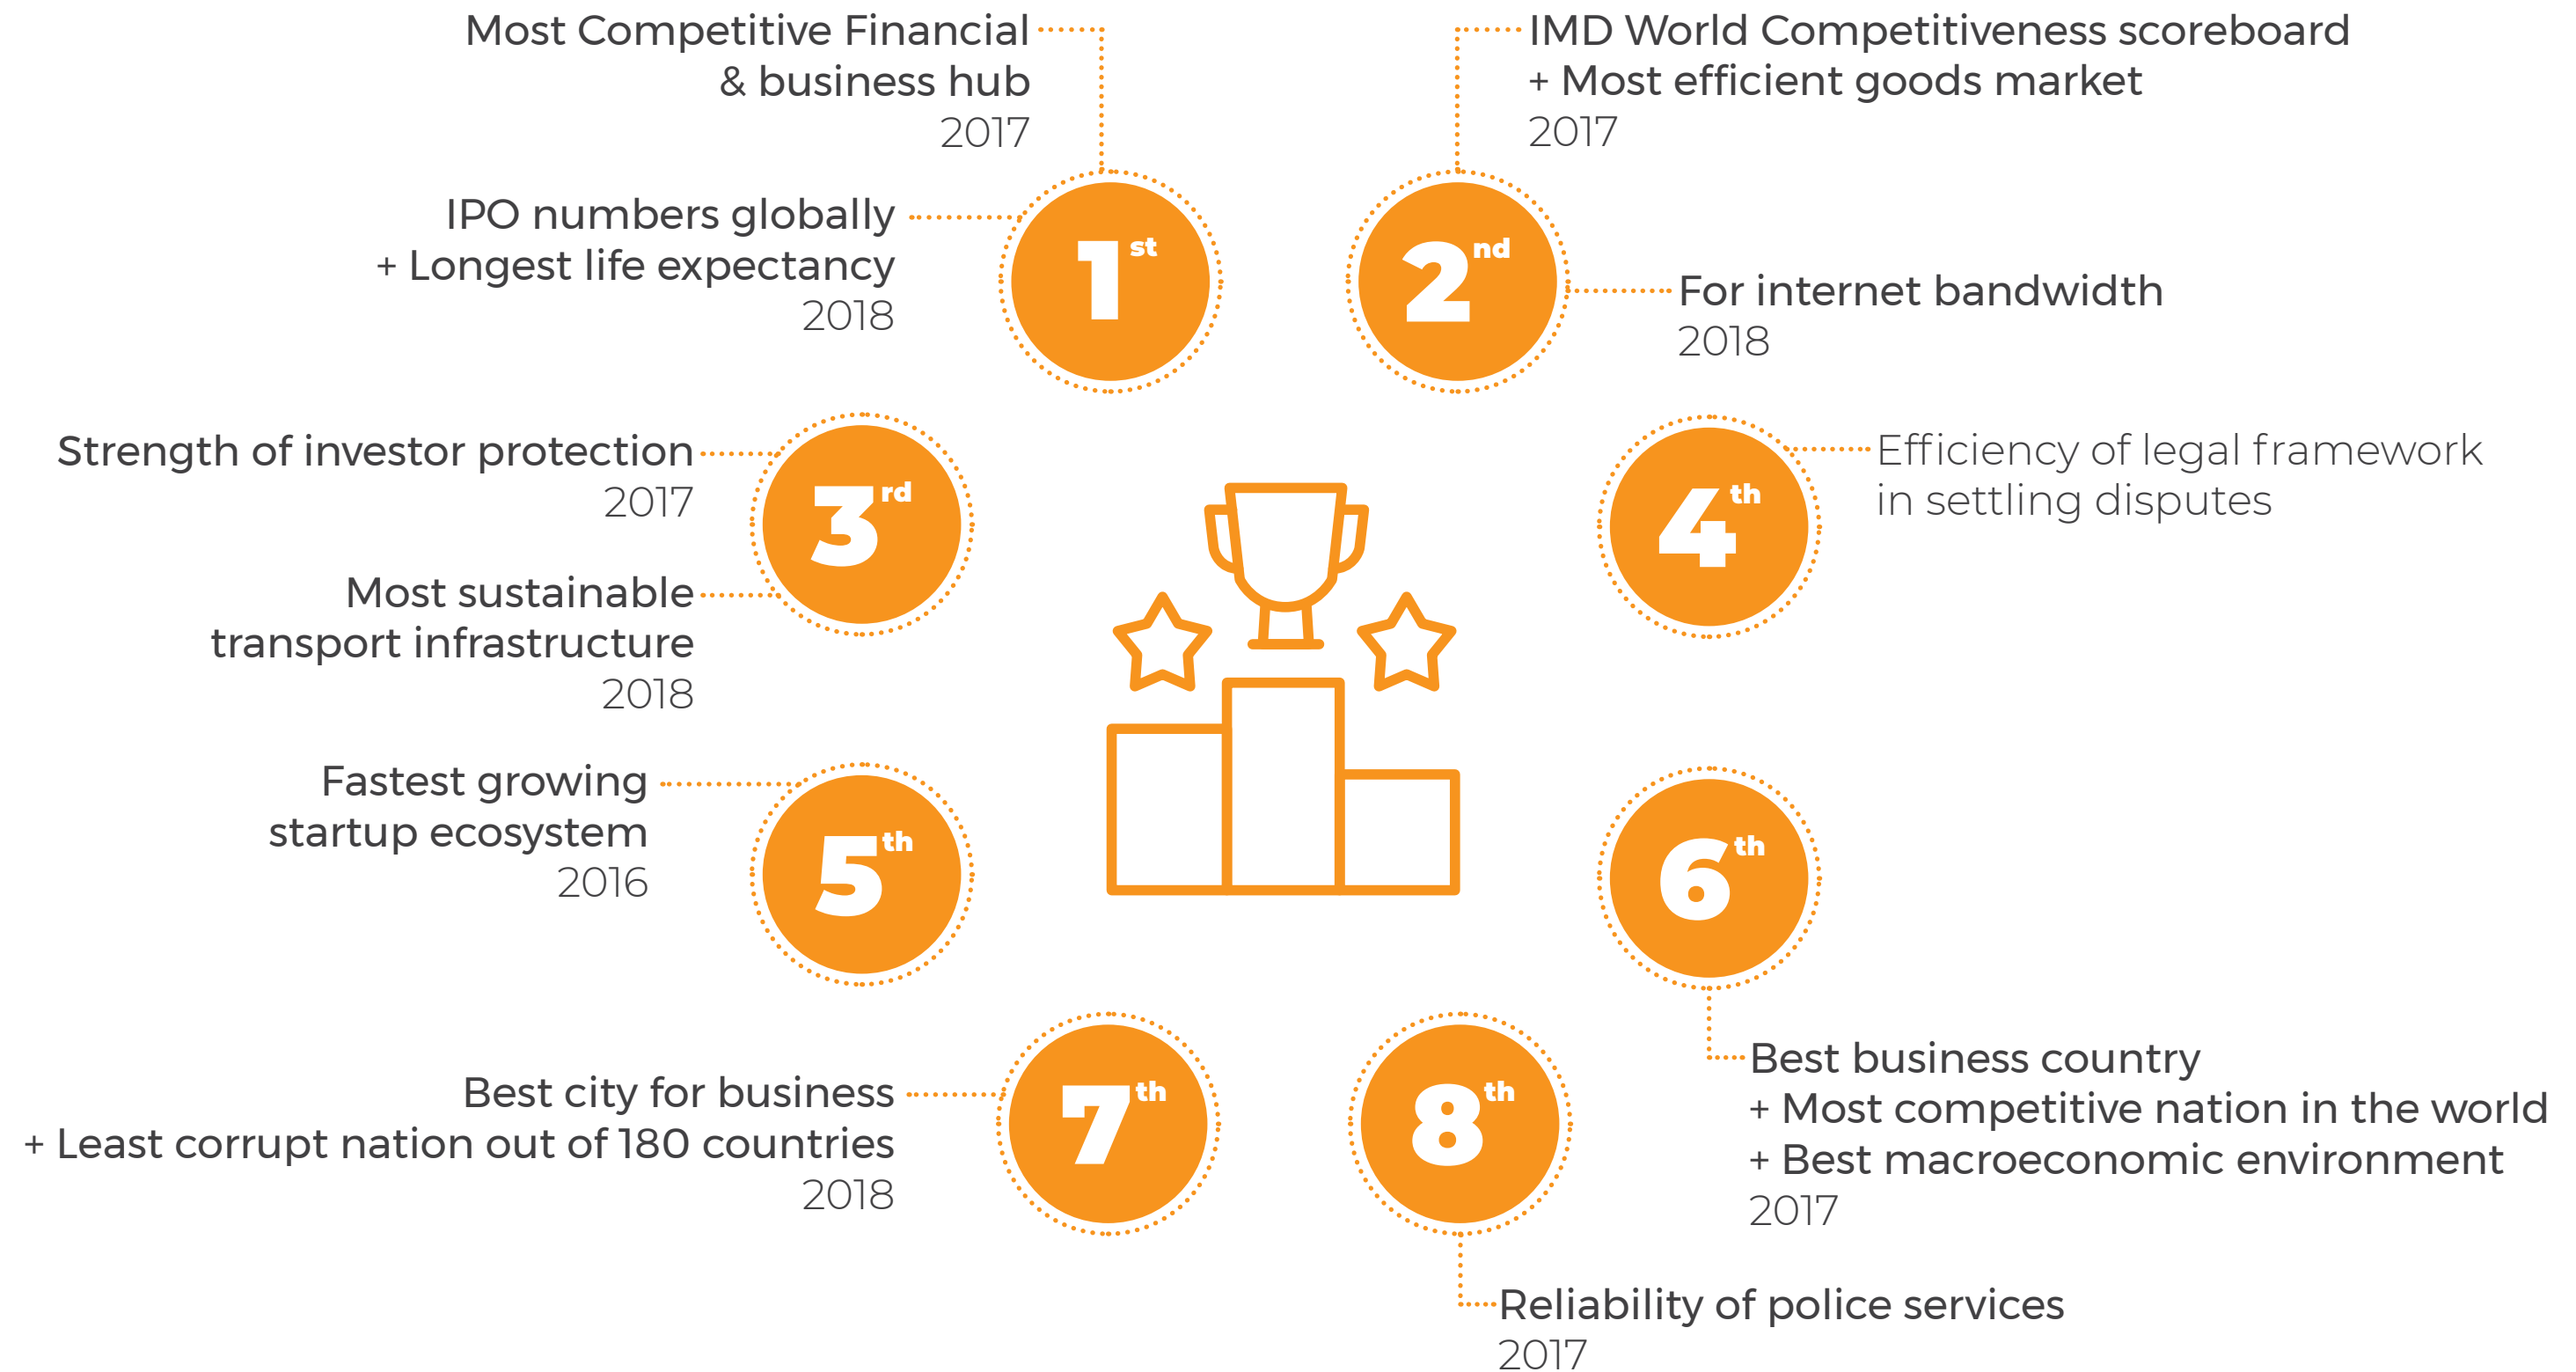 Most Competitive Financial
& business hub
2017
IPO numbers globally
+ Longest life expectancy
2018
1st
IMD World Competitiveness scoreboard
+ Most efficient goods market
2017
2nd
For internet bandwidth
2018
Strength of investor protection
2017
3rd
Most sustainable
transport infrastructure
2018
4th
Efficiency of legal framework
in settling disputes
Fastest growing
startup ecosystem
2016
5th
6th
Best business country
+ Most competitive nation in the world
+ Best macroeconomic environment
2017
Best city for business
+ Least corrupt nation out of 180 countries
2018
7th
8th
Reliability of police services
2017